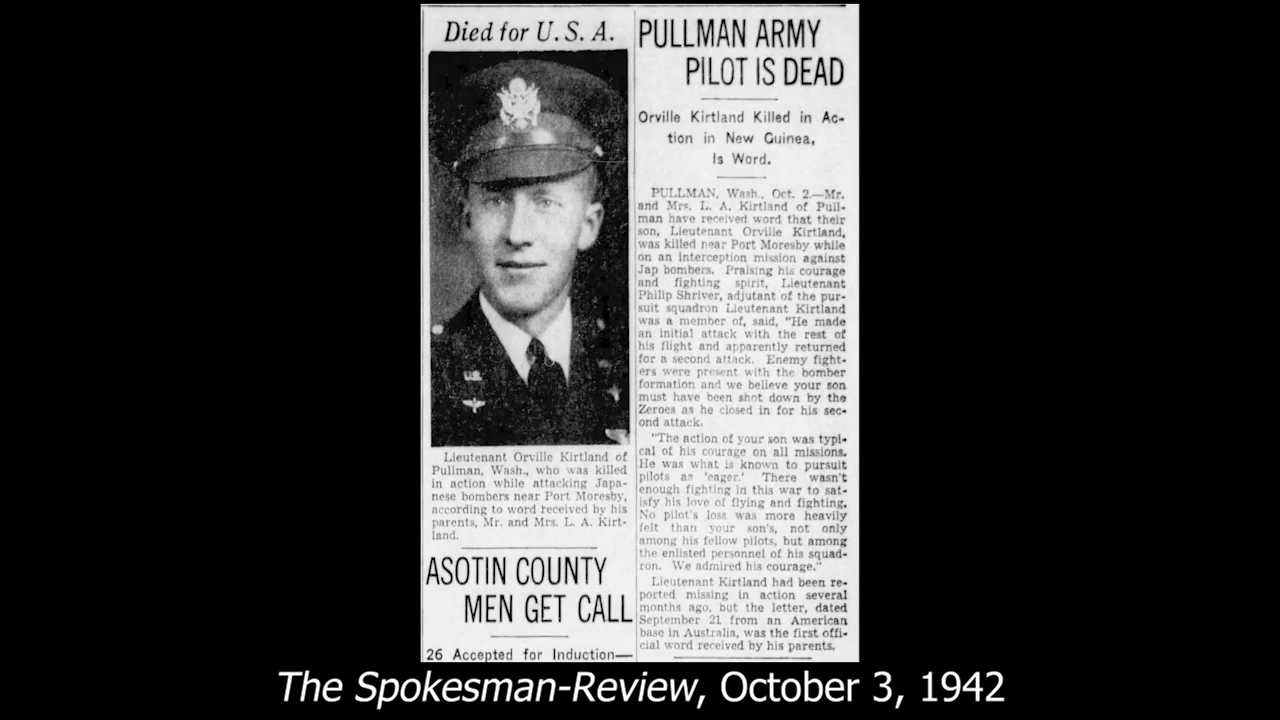 Died for U. S. A.
Lieutenant Orville Kirtland of
Pullman, Wash., who was killed
in action while attacking Japa-
nese bombers near Port Moresby,
according to word received by his
parents, Mr. and Mrs. L. A. Kirt-
land.
ASOTIN COUNTY
MEN GET CALL
26 Accepted for Induction—
PULLMAN ARMY
PILOT IS DEAD
Orville Kirtland Killed in Ac-
tion in New Guinea,
Is Word.
PULLMAN, Wash., Oct. 2.—Mr.
and Mrs. L. A. Kirtland of Pull-
man have received word that their
son, Lieutenant Orville Kirtland,
was killed near Port Moresby while
on an interception mission against
Jap bombers. Praising his courage
and fighting spirit, Lieutenant
Philip Shriver, adjutant of the pur-
suit squadron Lieutenant Kirtland
was a member of, said, "He made
an initial attack with the rest of
his flight and apparently returned
for a second attack. Enemy fight-
ers were present with the bomber
formation and we believe your son
must have been shot down by the
Zeroes as he closed in for his sec-
ond attack.
"The action of your son was typi-
cal of his courage on all missions.
He was what is known to pursuit
pilots as 'eager.' There wasn't
enough fighting in this war to sat-
isfy his love of flying and fighting.
No pilot's loss was more heavily
felt than your son's, not only
among his fellow pilots, but among
the enlisted personnel of his squad-
ron. We admired his courage."
Lieutenant Kirtland had been re-
ported missing in action several
months ago, but the letter, dated
September 21 from an American
base in Australia, was the first offi-
cial word received by his parents.
The Spokesman-Review, October 3, 1942